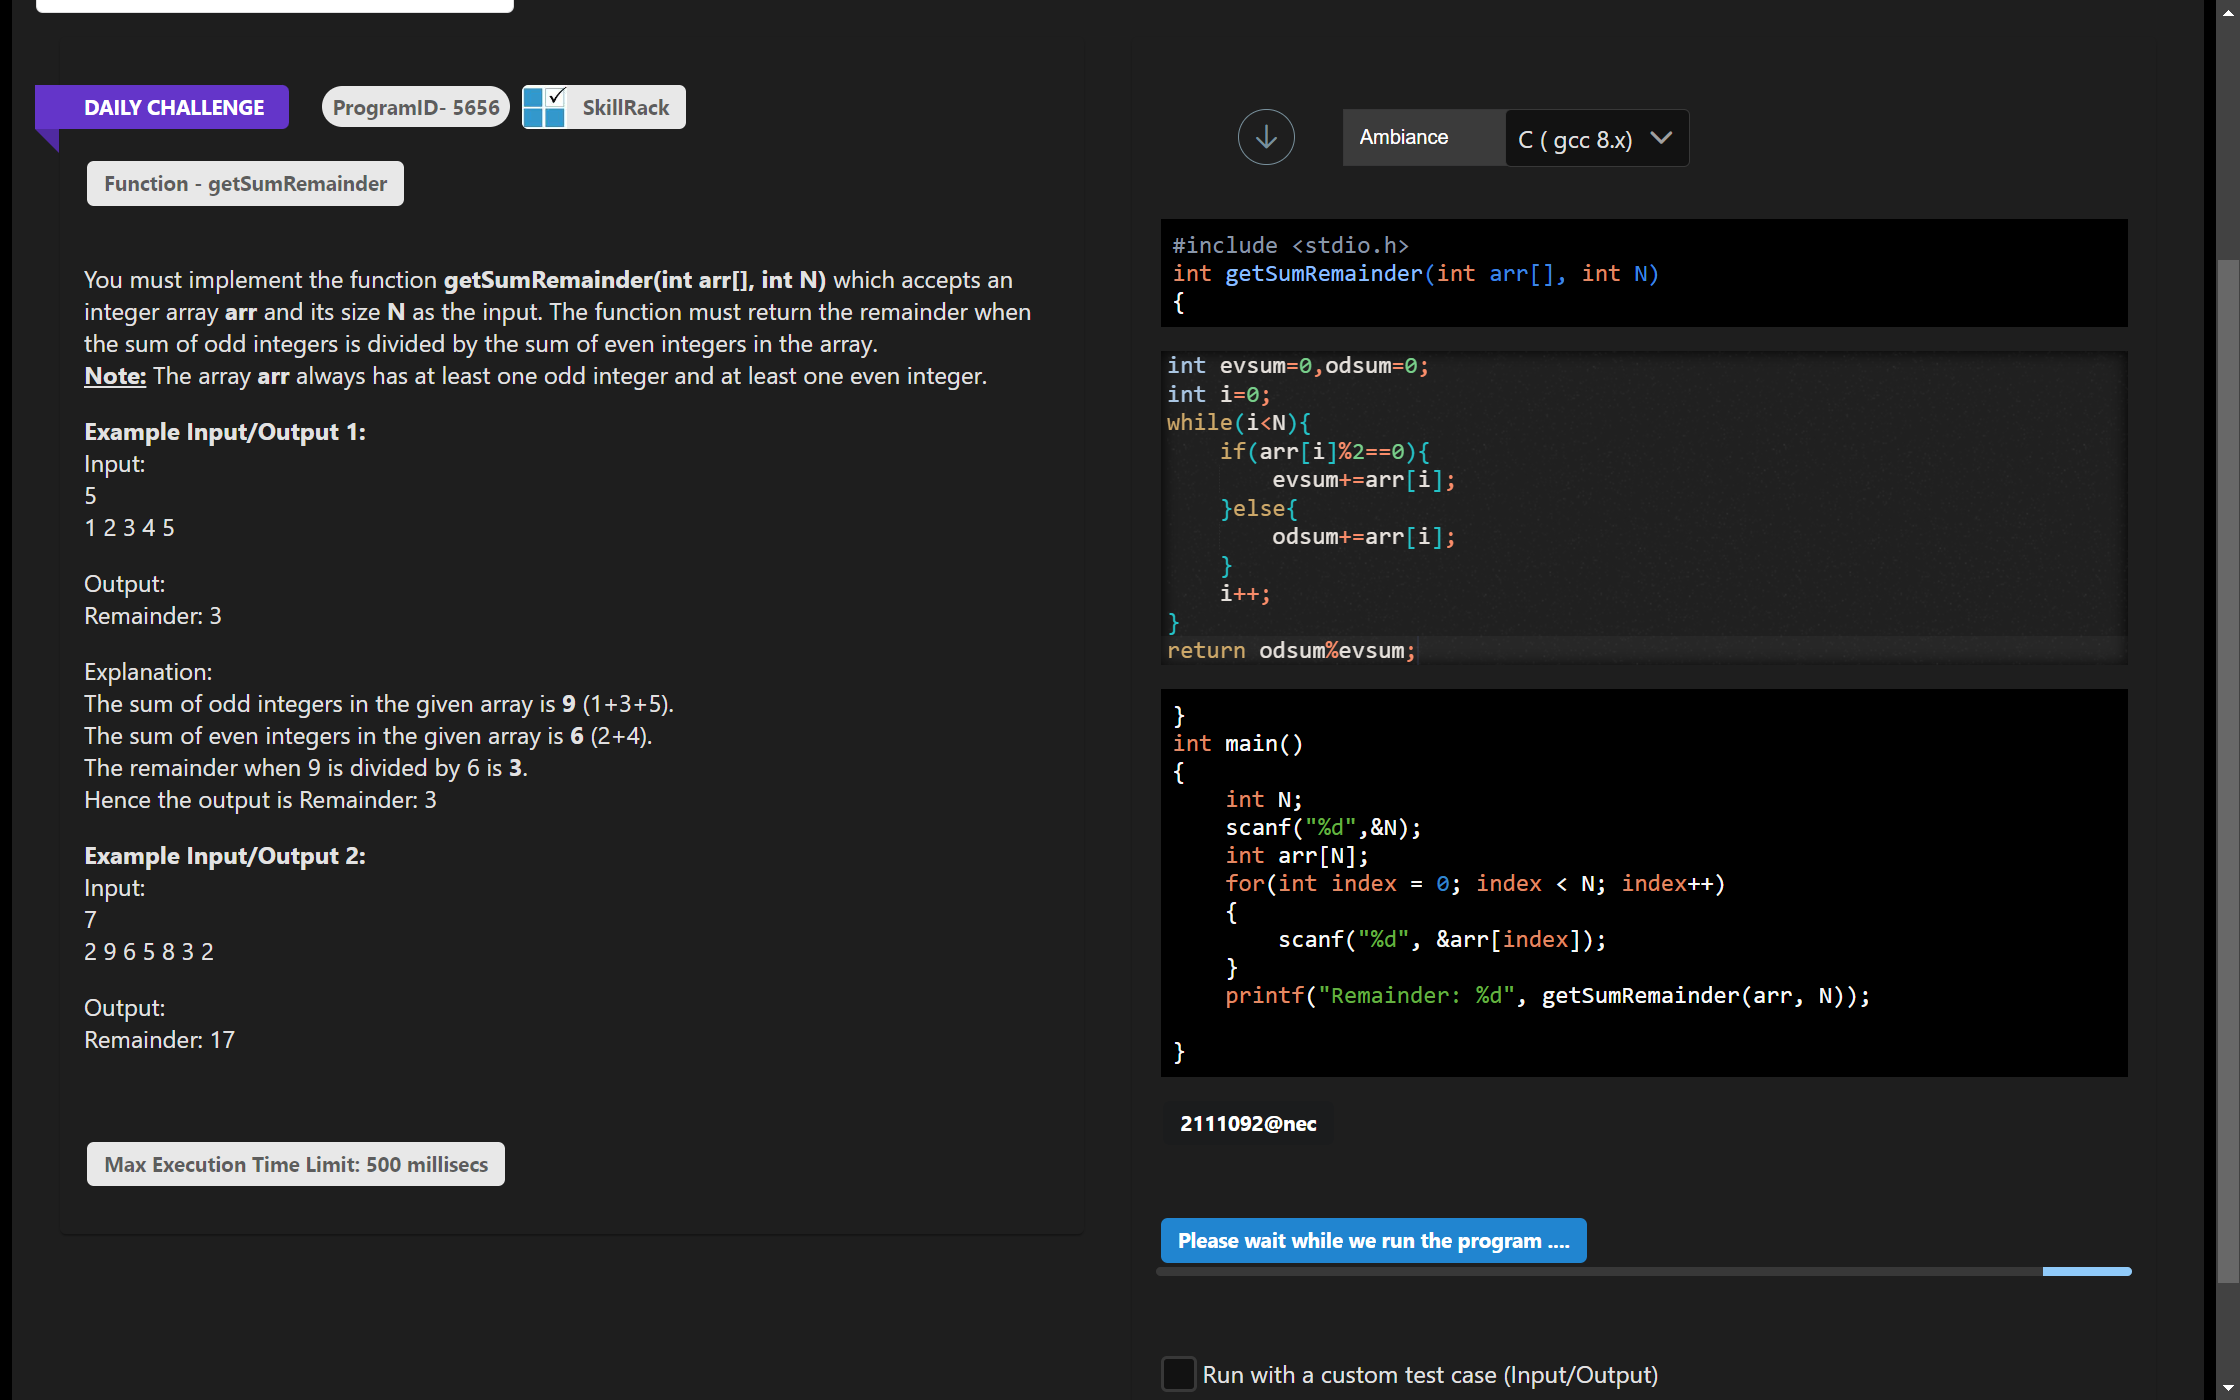 DAILY CHALLENGE
ProgramID- 5656
SkillRack
Function - getSumRemainder
You must implement the function getSumRemainder(int arr[], int N) which accepts an
integer array arr and its size N as the input. The function must return the remainder when
the sum of odd integers is divided by the sum of even integers in the array.
Note: The array arr always has at least one odd integer and at least one even integer.
Example Input/Output 1:
Input:
5
1 2 3 4 5
Output:
Remainder: 3
Explanation:
The sum of odd integers in the given array is 9 (1+3+5).
The sum of even integers in the given array is 6 (2+4).
The remainder when 9 is divided by 6 is 3.
Hence the output is Remainder: 3
Example Input/Output 2:
Input:
7
2 9 6 5 8 3 2
Output:
Remainder: 17
Max Execution Time Limit: 500 millisecs
Ambiance
C ( gcc 8.x)
#include <stdio.h>
int getSumRemainder(int arr[], int N)
{
int evsum=0,odsum=0;
int i=0;
while(i<N){
    if(arr[i]%2==0){
        evsum+=arr[i];
    }else{
        odsum+=arr[i];
    }
    i++;
}
return odsum%evsum;
}
int main()
{
    int N;
    scanf("%d",&N);
    int arr[N];
    for(int index = 0; index < N; index++)
    {
        scanf("%d", &arr[index]);
    }
    printf("Remainder: %d", getSumRemainder(arr, N));
}
2111092@nec
Please wait while we run the program ....
Run with a custom test case (Input/Output)